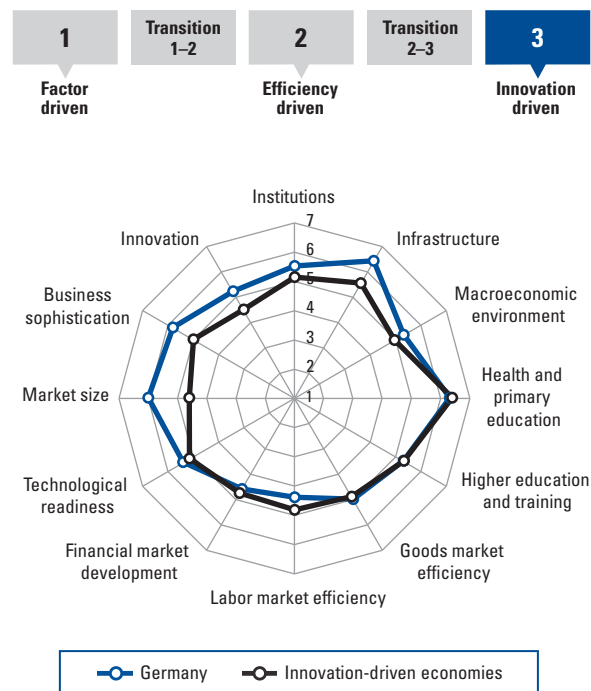 1
Transition
1–2
2
Transition
2–3
3
Factor
driven
Efficiency
driven
Innovation
driven
Institutions
7
Innovation
6
Infrastructure
5
Business
sophistication
Macroeconomic
environment
4
3
2
Market size
1
Health and
primary
education
Technological
readiness
Higher education
and training
Financial market
development
Goods market
efficiency
Labor market efficiency
Germany
Innovation-driven economies